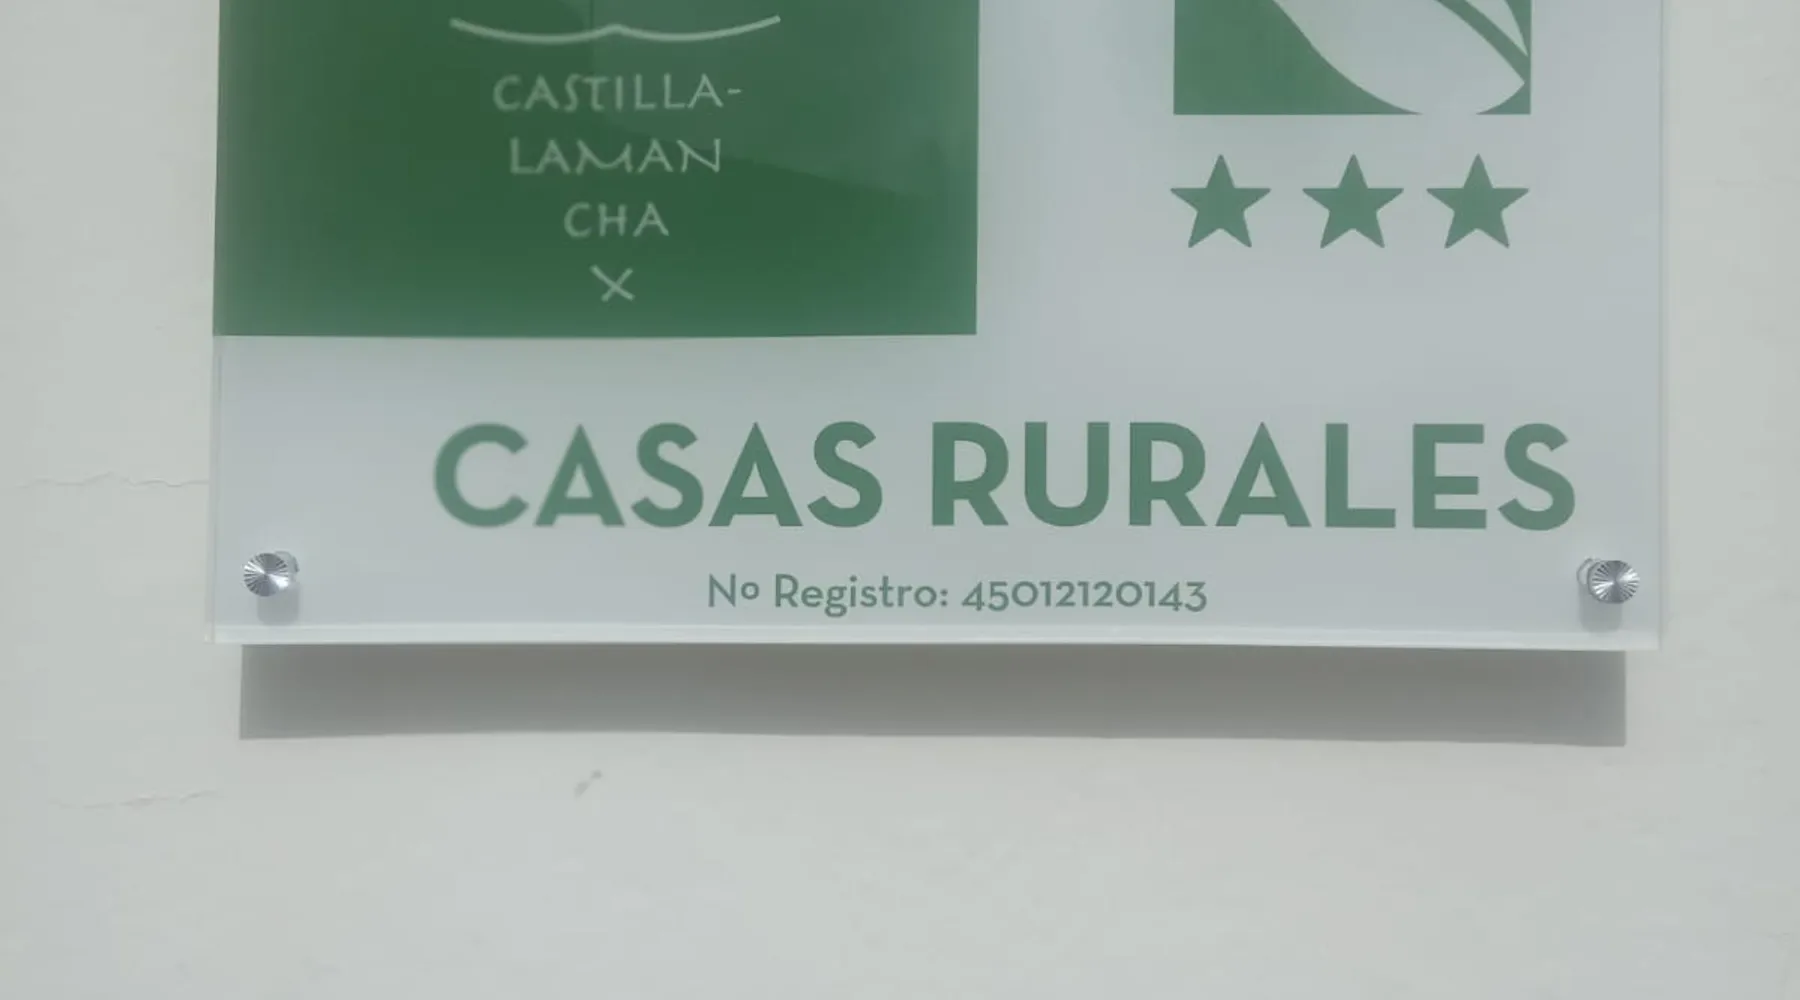 CASTILLA-
LAMAN
CHA
X
CASAS RURALES
Nº Registro: 45012120143